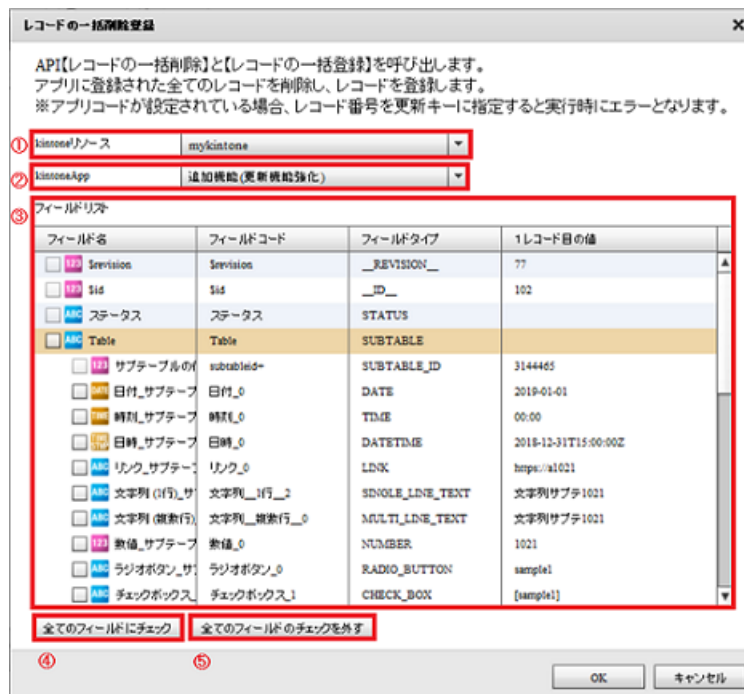 レコードの一括削除登録
API【レコードの一括削除】と【レコードの一括登録】を呼び出します。
アプリに登録された全てのレコードを削除し、レコードを登録します。
※アプリコードが設定されている場合、レコード番号を更新キーに指定すると実行時にエラーとなります。
① kintoneリソース mykintone
② kintoneApp 追加機能(更新機能強化)
③ フィールドリスト
フィールド名 フィールドコード フィールドタイプ 1レコード目の値
123 $revision $revision __REVISION__ 77
123 $id $id __ID__ 102
ABC ステータス ステータス STATUS
ABC Table Table SUBTABLE
123 サブテーブルの subtableid+ SUBTABLE_ID 3144465
DATE 日付_サブテーブ 日付_0 DATE 2019-01-01
TIME 時刻_サブテーブ 時刻_0 TIME 00:00
日時_サブテーブ 日時_0 DATETIME 2018-12-31T15:00:00Z
ABC リンク_サブテー リンク_0 LINK https://a1021
ABC 文字列 (1行)_サ 文字列__1行__2 SINGLE_LINE_TEXT 文字列サブテ1021
ABC 文字列 (複数行) 文字列__複数行__0 MULTI_LINE_TEXT 文字列サブテ1021
123 数値_サブテーブ 数値_0 NUMBER 1021
ABC ラジオボタン_サ ラジオボタン_0 RADIO_BUTTON sample1
ABC チェックボックス_ チェックボックス_1 CHECK_BOX [sample1]
全てのフィールドにチェック 全てのフィールドのチェックを外す
④ ⑤
OK キャンセル